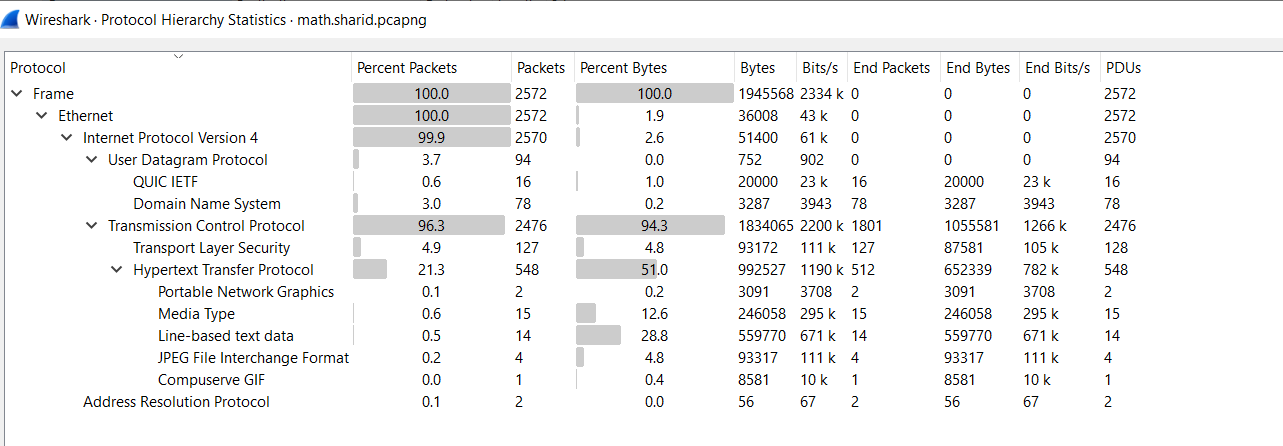 Wireshark · Protocol Hierarchy Statistics · math.sharid.pcapng
Protocol Percent Packets Packets Percent Bytes Bytes Bits/s End Packets End Bytes End Bits/s PDUs
Frame 100.0 2572 100.0 1945568 2334 k 0 0 0 2572
Ethernet 100.0 2572 1.9 36008 43 k 0 0 0 2572
Internet Protocol Version 4 99.9 2570 2.6 51400 61 k 0 0 0 2570
User Datagram Protocol 3.7 94 0.0 752 902 0 0 0 94
QUIC IETF 0.6 16 1.0 20000 23 k 16 20000 23 k 16
Domain Name System 3.0 78 0.2 3287 3943 78 3287 3943 78
Transmission Control Protocol 96.3 2476 94.3 1834065 2200 k 1801 1055581 1266 k 2476
Transport Layer Security 4.9 127 4.8 93172 111 k 127 87581 105 k 128
Hypertext Transfer Protocol 21.3 548 51.0 992527 1190 k 512 652339 782 k 548
Portable Network Graphics 0.1 2 0.2 3091 3708 2 3091 3708 2
Media Type 0.6 15 12.6 246058 295 k 15 246058 295 k 15
Line-based text data 0.5 14 28.8 559770 671 k 14 559770 671 k 14
JPEG File Interchange Format 0.2 4 4.8 93317 111 k 4 93317 111 k 4
Compuserve GIF 0.0 1 0.4 8581 10 k 1 8581 10 k 1
Address Resolution Protocol 0.1 2 0.0 56 67 2 56 67 2